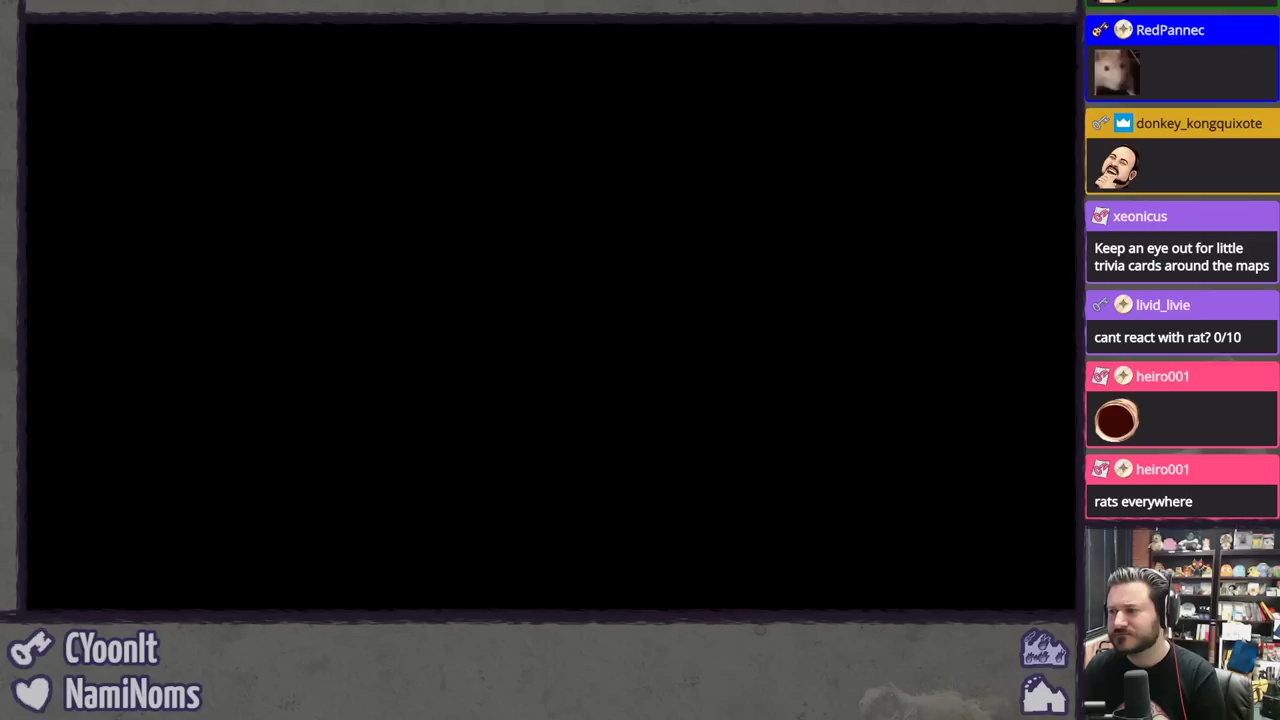 RedPannec
donkey_kongquixote
xeonicus
Keep an eye out for little
trivia cards around the maps
livid_livie
cant react with rat? 0/10
heiro001
heiro001
rats everywhere
CYoonIt
NamiNoms